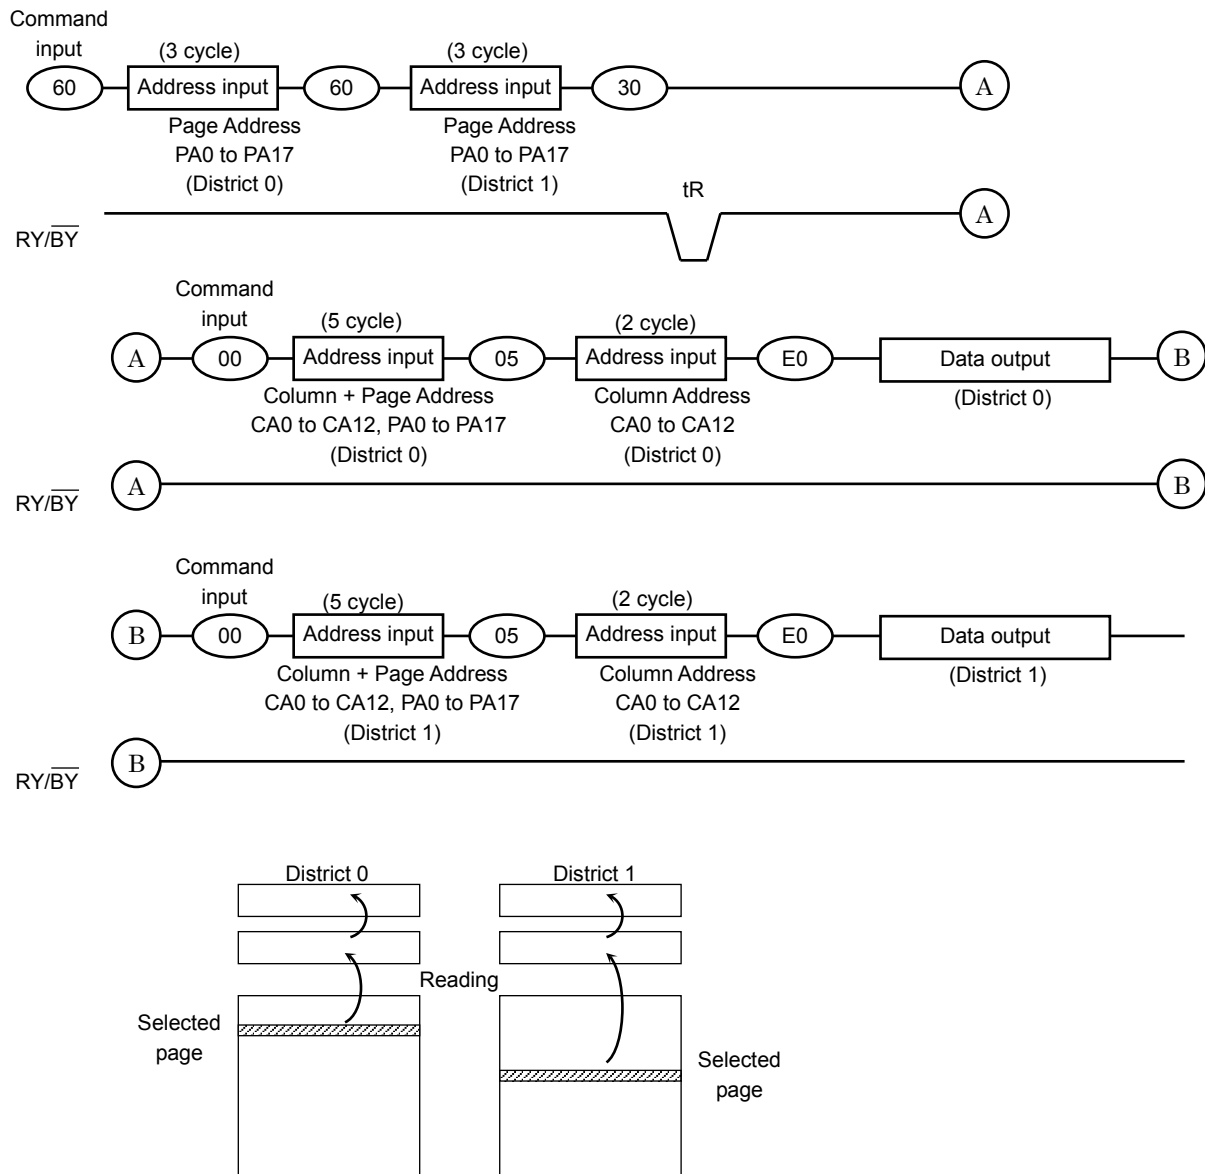 Command
input
(3 cycle) (3 cycle)
60 Address input 60 Address input 30 A
Page Address Page Address
PA0 to PA17 PA0 to PA17
(District 0) (District 1)
tR
RY/BY A
Command
input
(5 cycle) (2 cycle)
A 00 Address input 05 Address input E0 Data output B
Column + Page Address Column Address (District 0)
CA0 to CA12, PA0 to PA17 CA0 to CA12
(District 0) (District 0)
RY/BY A B
Command
input
(5 cycle) (2 cycle)
B 00 Address input 05 Address input E0 Data output
Column + Page Address Column Address (District 1)
CA0 to CA12, PA0 to PA17 CA0 to CA12
(District 1) (District 1)
RY/BY B
District 0 District 1
Reading
Selected
page
Selected
page